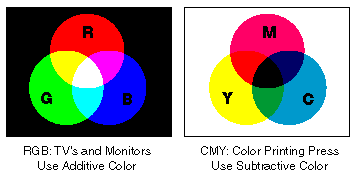 R
G
B
RGB: TV's and Monitors
Use Additive Color
M
Y
C
CMY: Color Printing Press
Use Subtractive Color